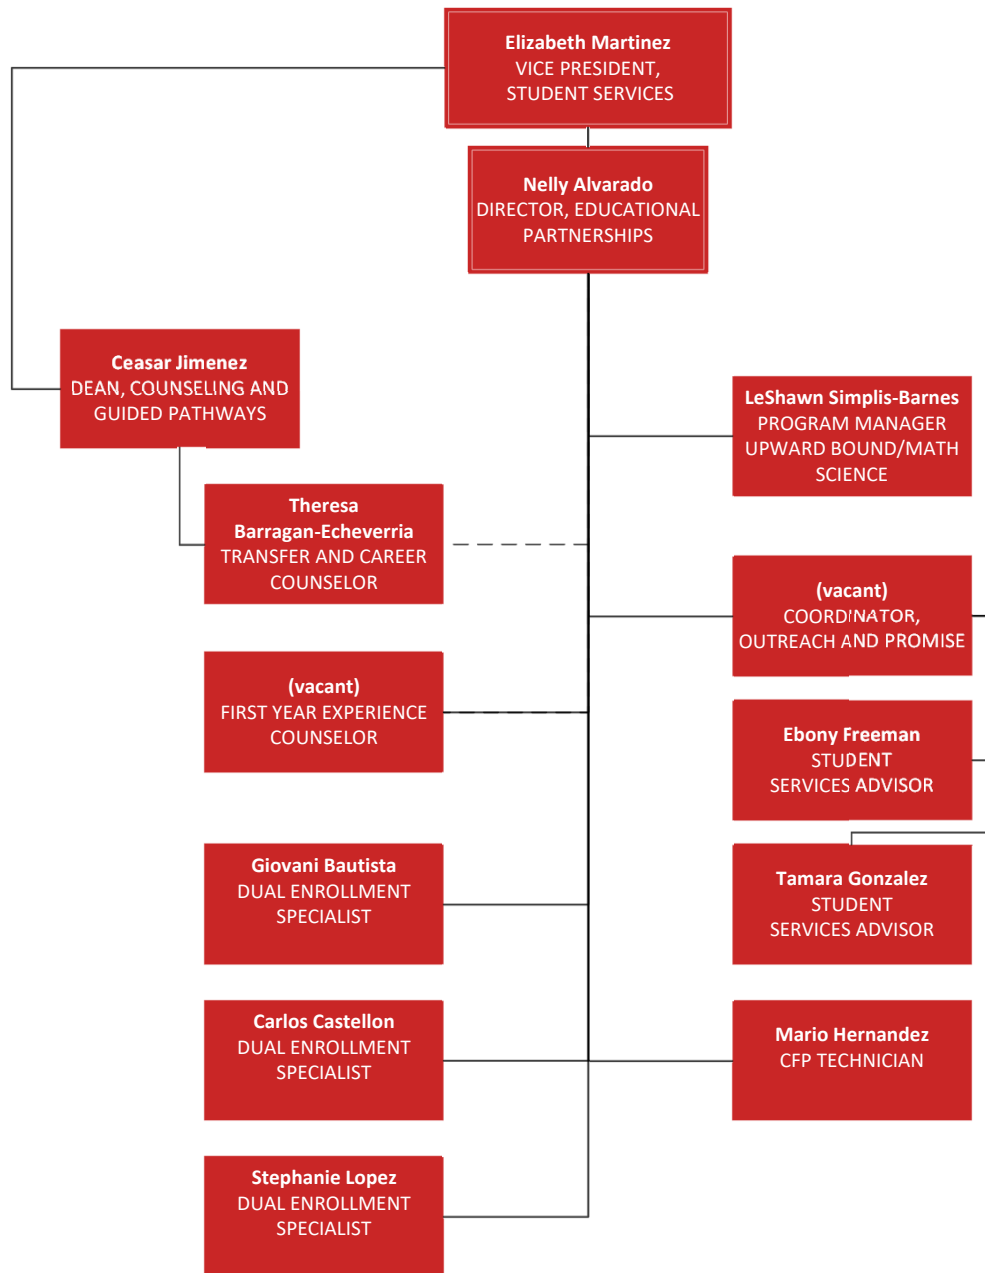 Elizabeth Martinez
VICE PRESIDENT,
STUDENT SERVICES
Nelly Alvarado
DIRECTOR, EDUCATIONAL
PARTNERSHIPS
Ceasar Jimenez
DEAN, COUNSELING AND
GUIDED PATHWAYS
LeShawn Simplis-Barnes
PROGRAM MANAGER
UPWARD BOUND/MATH
SCIENCE
Theresa
Barragan-Echeverria
TRANSFER AND CAREER
COUNSELOR
(vacant)
COORDINATOR,
OUTREACH AND PROMISE
(vacant)
FIRST YEAR EXPERIENCE
COUNSELOR
Ebony Freeman
STUDENT
SERVICES ADVISOR
Giovani Bautista
DUAL ENROLLMENT
SPECIALIST
Tamara Gonzalez
STUDENT
SERVICES ADVISOR
Carlos Castellon
DUAL ENROLLMENT
SPECIALIST
Mario Hernandez
CFP TECHNICIAN
Stephanie Lopez
DUAL ENROLLMENT
SPECIALIST